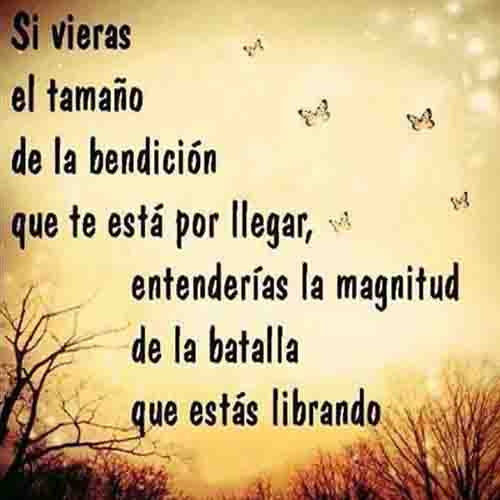 Si vieras
el tamaño
de la bendición
que te está por llegar,
entenderías la magnitud
de la batalla
que estás librando